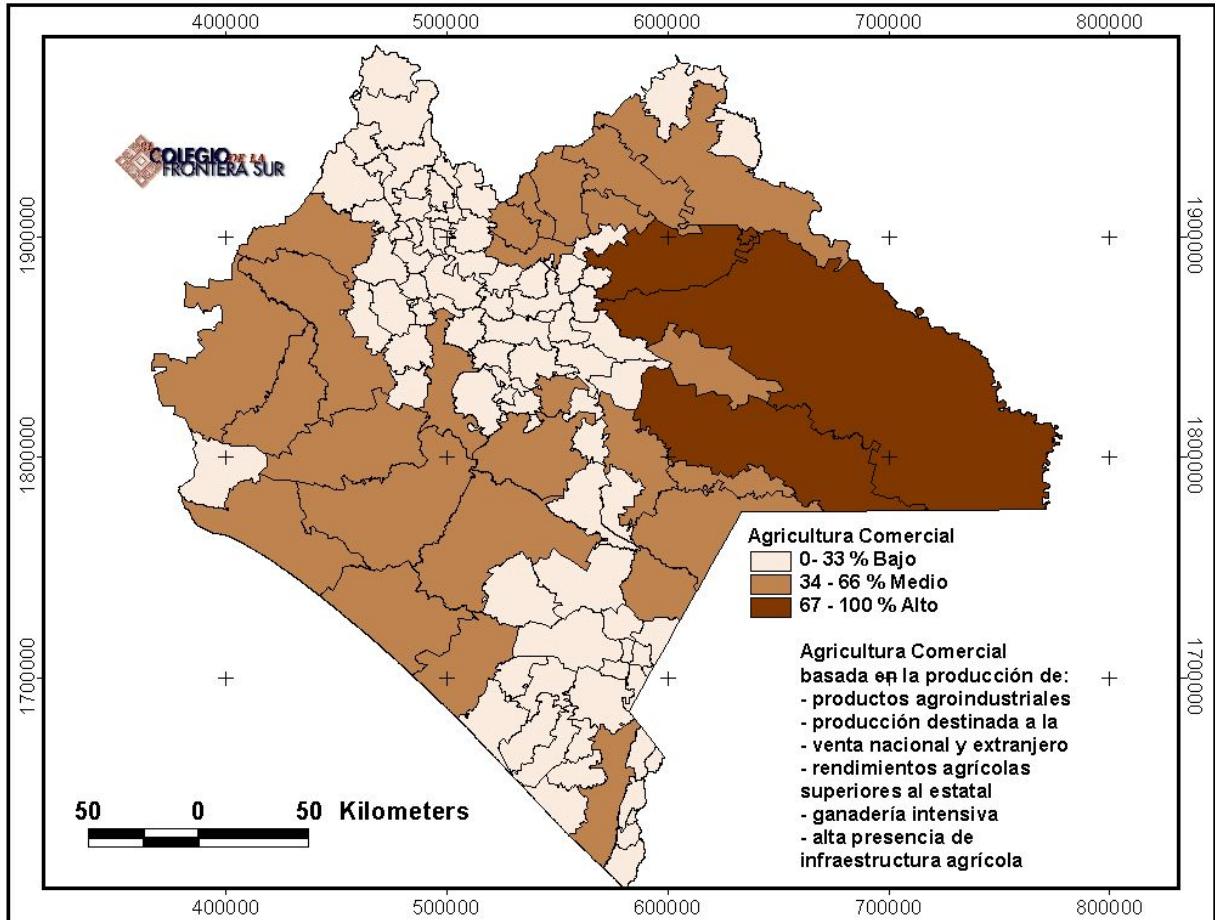 400000 500000 600000 700000 800000
EL
COLEGIO DE LA
FRONTERA SUR
1900000 1900000
1800000 1800000
1700000 1700000
Agricultura Comercial
0- 33 % Bajo
34 - 66 % Medio
67 - 100 % Alto
Agricultura Comercial
basada en la producción de:
- productos agroindustriales
- producción destinada a la
- venta nacional y extranjero
- rendimientos agrícolas
superiores al estatal
- ganadería intensiva
- alta presencia de
infraestructura agrícola
50 0 50 Kilometers
400000 500000 600000 700000 800000